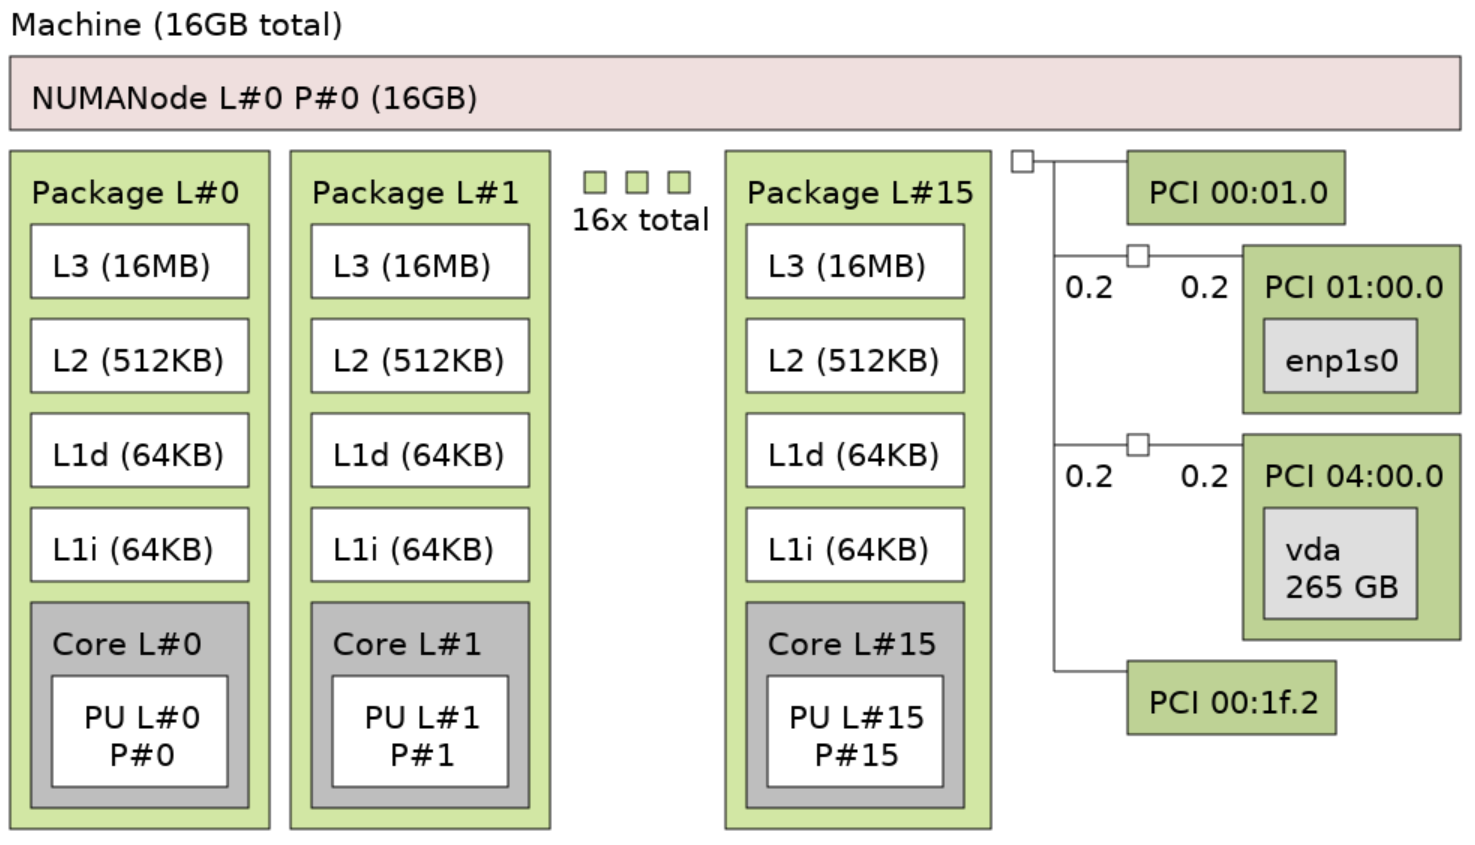 Machine (16GB total)
NUMANode L#0 P#0 (16GB)
Package L#0
L3 (16MB)
L2 (512KB)
L1d (64KB)
L1i (64KB)
Core L#0
PU L#0
P#0
Package L#1
L3 (16MB)
L2 (512KB)
L1d (64KB)
L1i (64KB)
Core L#1
PU L#1
P#1
16x total
Package L#15
L3 (16MB)
L2 (512KB)
L1d (64KB)
L1i (64KB)
Core L#15
PU L#15
P#15
PCI 00:01.0
0.2
0.2
PCI 01:00.0
enp1s0
0.2
0.2
PCI 04:00.0
vda
265 GB
PCI 00:1f.2